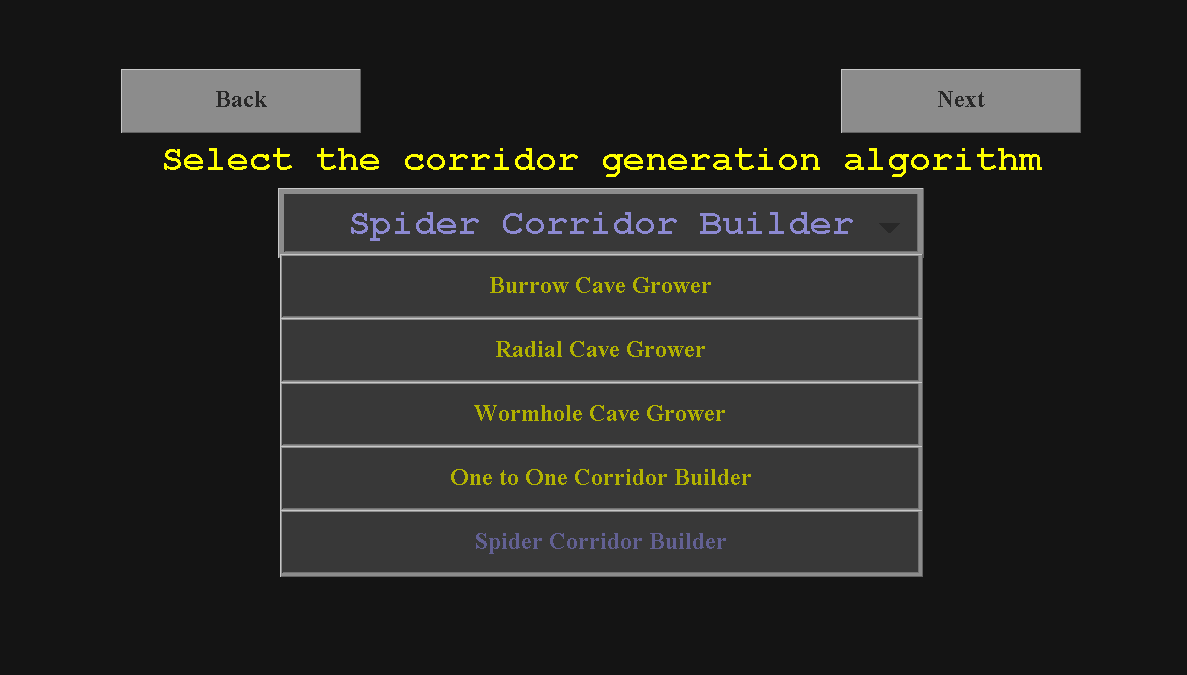 Back
Next
Select the corridor generation algorithm
Spider Corridor Builder
Burrow Cave Grower
Radial Cave Grower
Wormhole Cave Grower
One to One Corridor Builder
Spider Corridor Builder